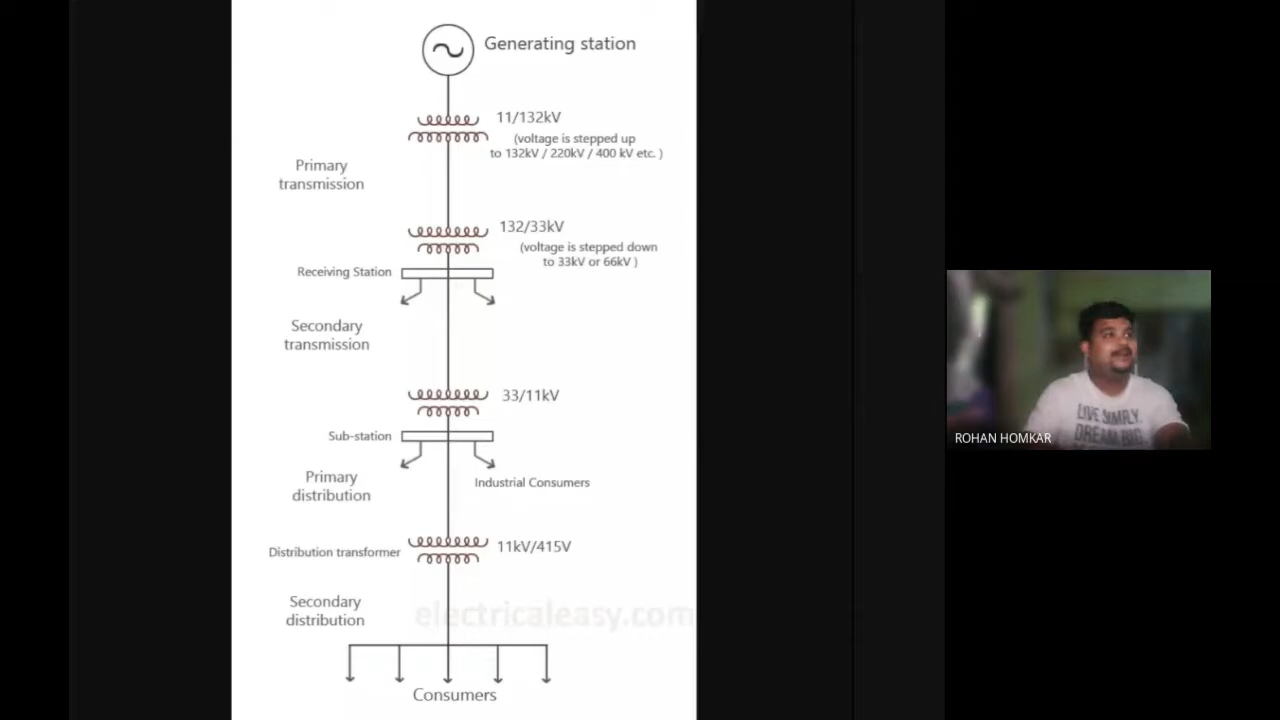 Generating station
11/132kV
(voltage is stepped up
to 132kV / 220kV / 400 kV etc. )
Primary
transmission
132/33kV
(voltage is stepped down
to 33kV or 66kV )
Receiving Station
Secondary
transmission
33/11kV
Sub-station
Primary
distribution
Industrial Consumers
Distribution transformer
11kV/415V
Secondary
distribution
electricaleasy.com
Consumers
LIVE SIMPLY.
DREAM BIG.
ROHAN HOMKAR